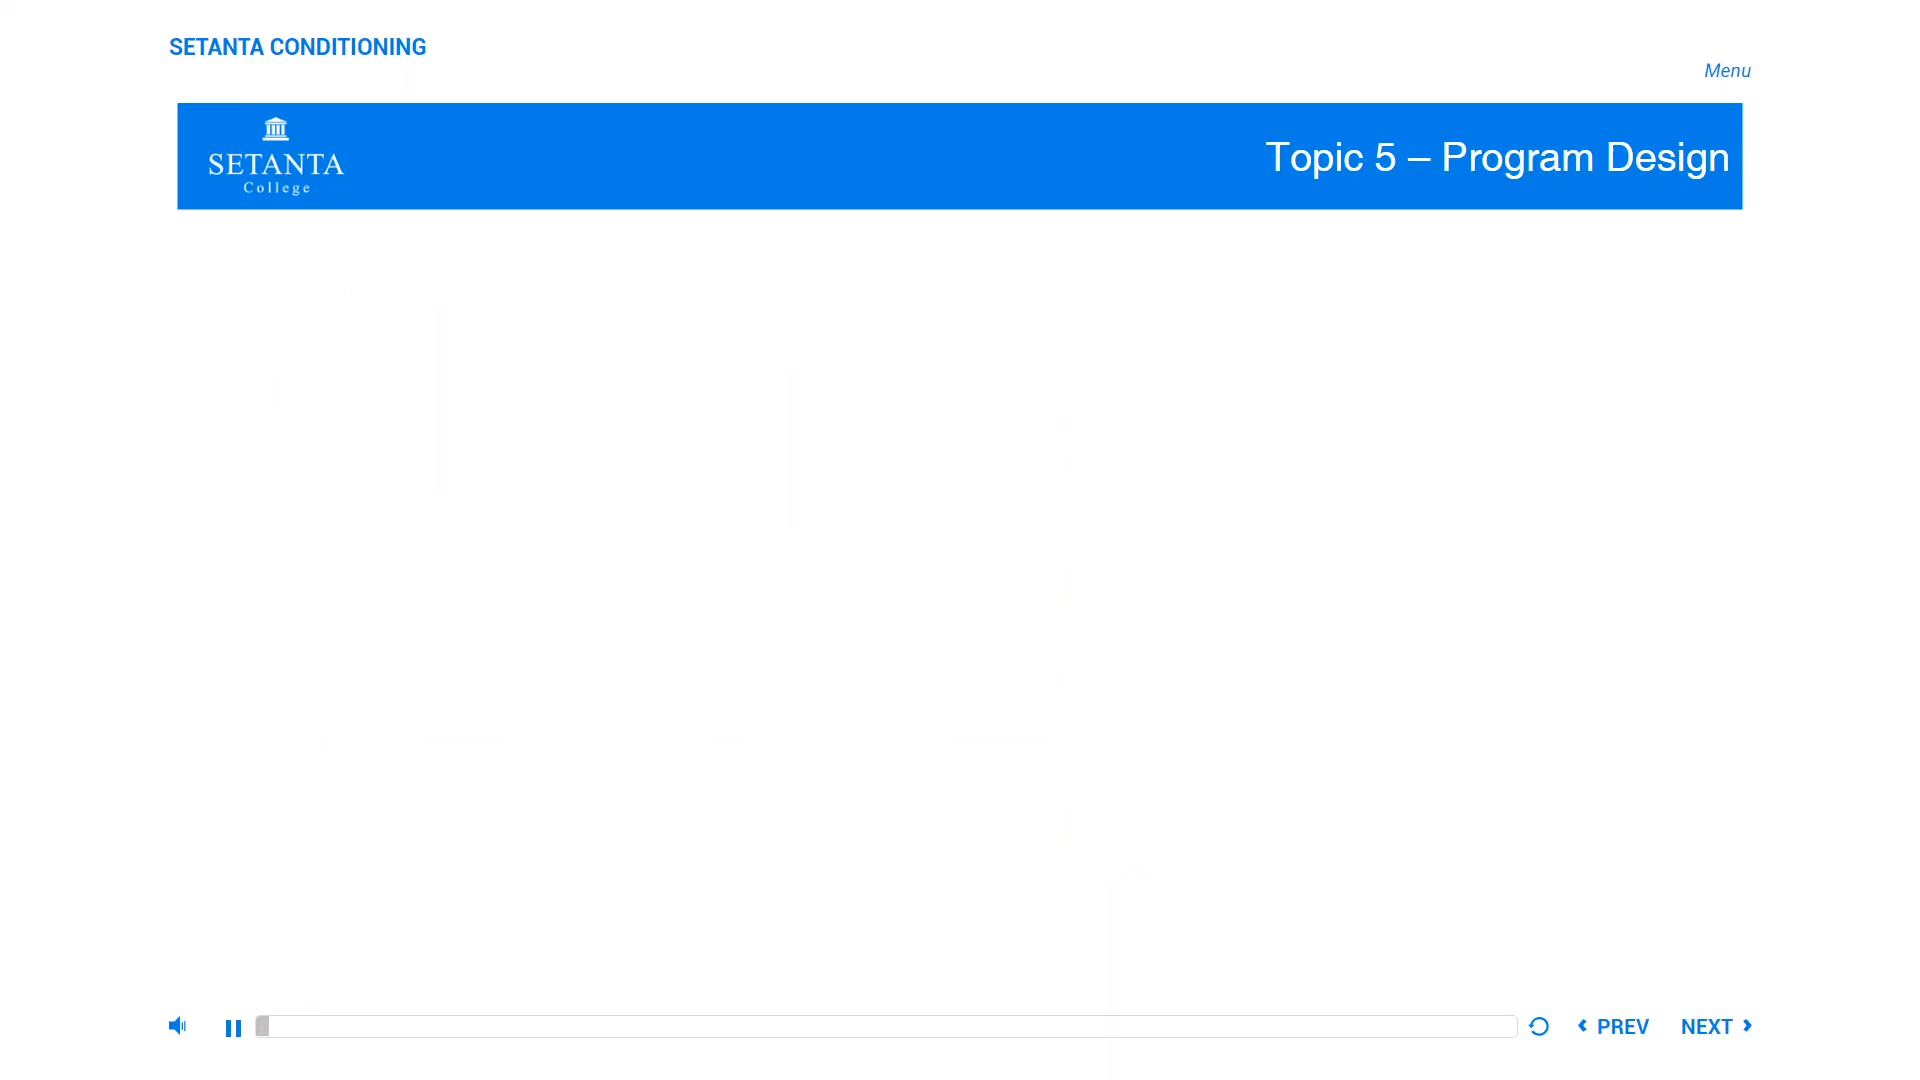 SETANTA CONDITIONING
Menu
SETANTA
College
Topic 5 – Program Design
PREV
NEXT